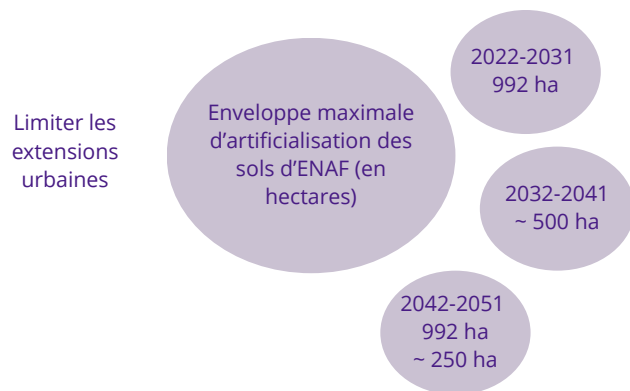 Limiter les
extensions
urbaines
Enveloppe maximale
d’artificialisation des
sols d’ENAF (en
hectares)
2022-2031
992 ha
2032-2041
~ 500 ha
2042-2051
992 ha
~ 250 ha